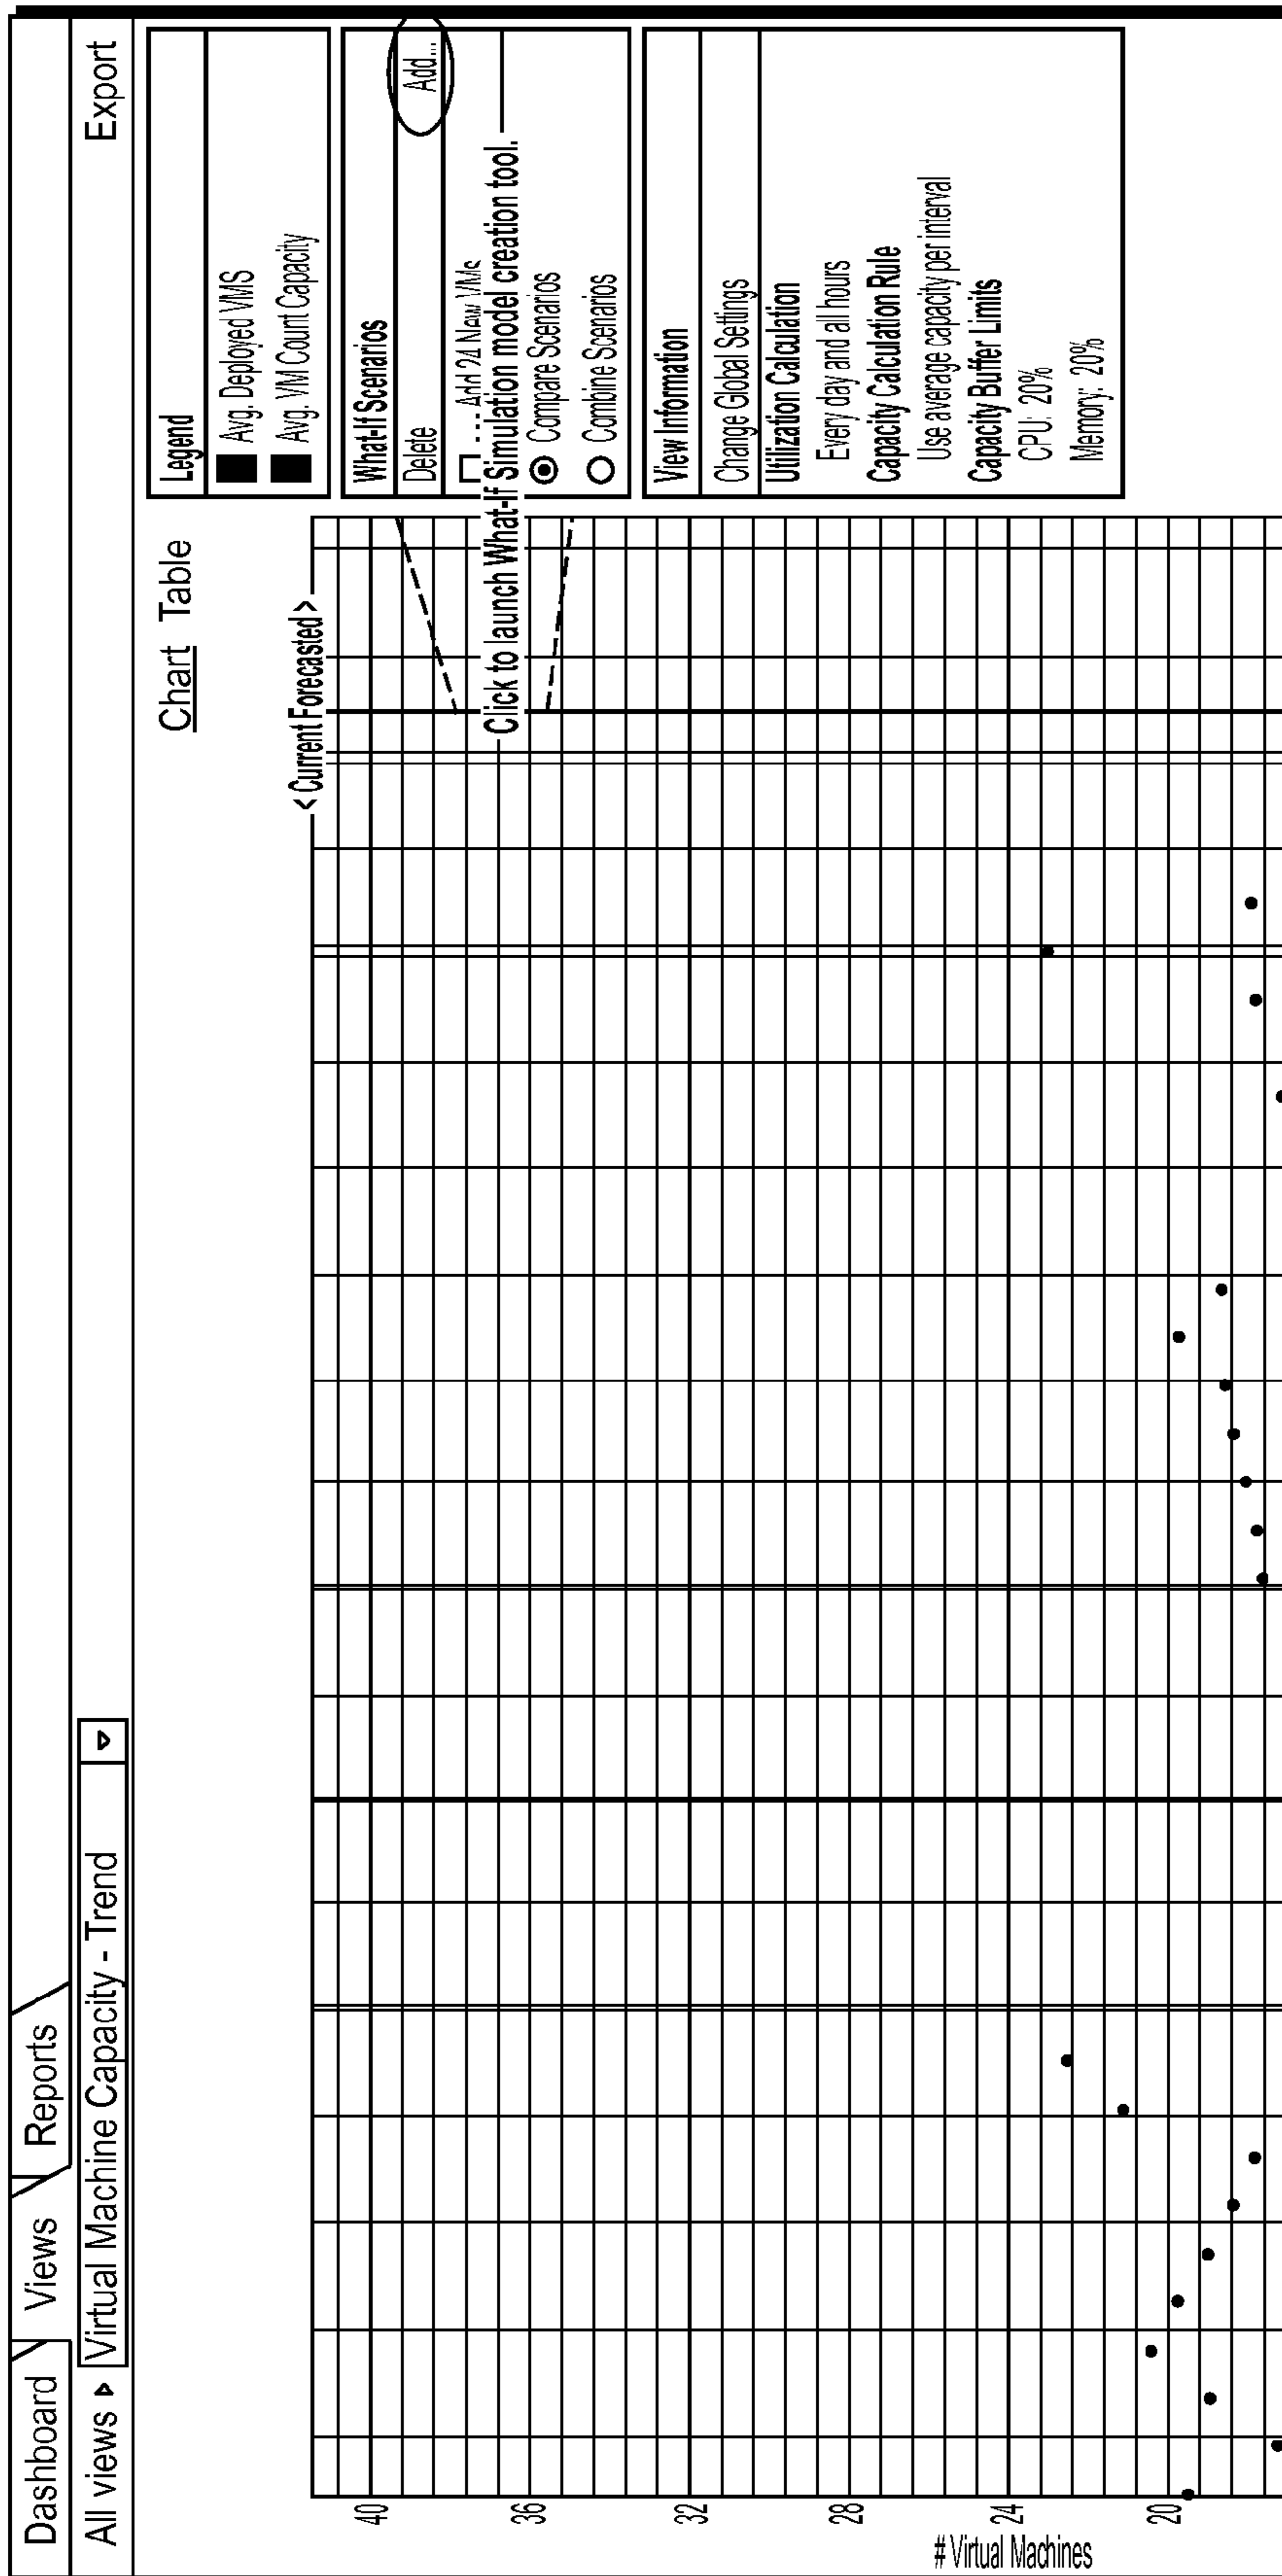 Dashboard
Views
Reports
All views
Virtual Machine Capacity - Trend
Export
Chart Table
< Current Forecasted >
# Virtual Machines
40
36
32
28
24
20
Legend
Avg. Deployed VMS
Avg. VM Count Capacity
What-If Scenarios
Delete
Add...
Add 24 New VMs
Click to launch What-If Simulation model creation tool.
Compare Scenarios
Combine Scenarios
View Information
Change Global Settings
Utilization Calculation
Every day and all hours
Capacity Calculation Rule
Use average capacity per interval
Capacity Buffer Limits
CPU: 20%
Memory: 20%